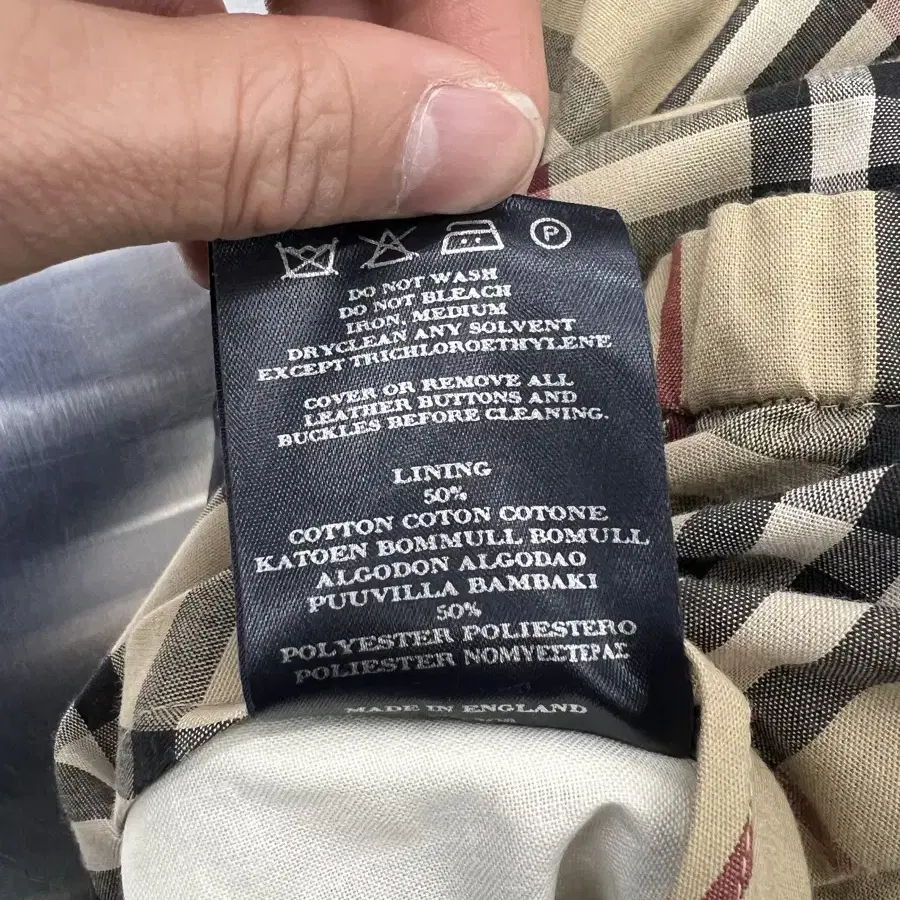 P
DO NOT WASH
DO NOT BLEACH
IRON, MEDIUM
DRYCLEAN ANY SOLVENT
EXCEPT TRICHLOROETHYLENE
COVER OR REMOVE ALL
LEATHER BUTTONS AND
BUCKLES BEFORE CLEANING.
LINING
50%
COTTON COTON COTONE
KATOEN BOMMULL BOMULL
ALGODON ALGODAO
PUUVILLA BAMBAKI
50%
POLYESTER POLIESTERO
POLIESTER ΝΟΜΥΕΣΤΕΡΑΣ
MADE IN ENGLAND